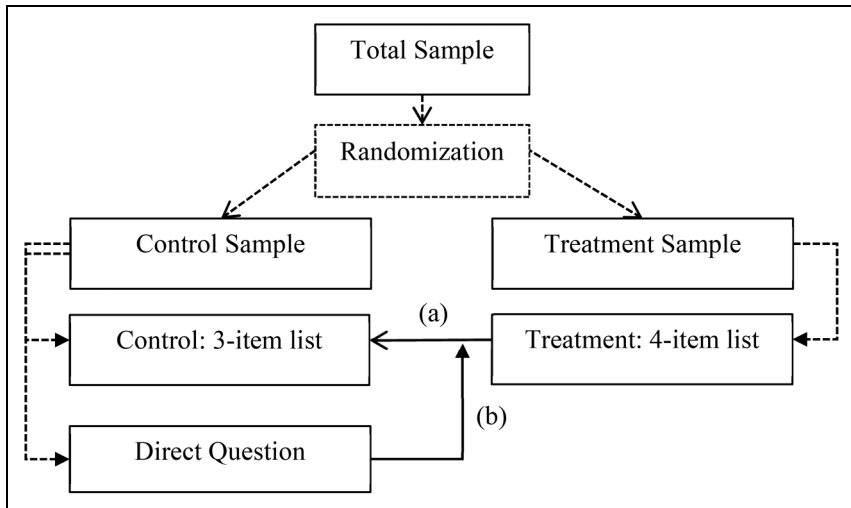 Total Sample
Randomization
Control Sample
Treatment Sample
(a)
Control: 3-item list
Treatment: 4-item list
(b)
Direct Question